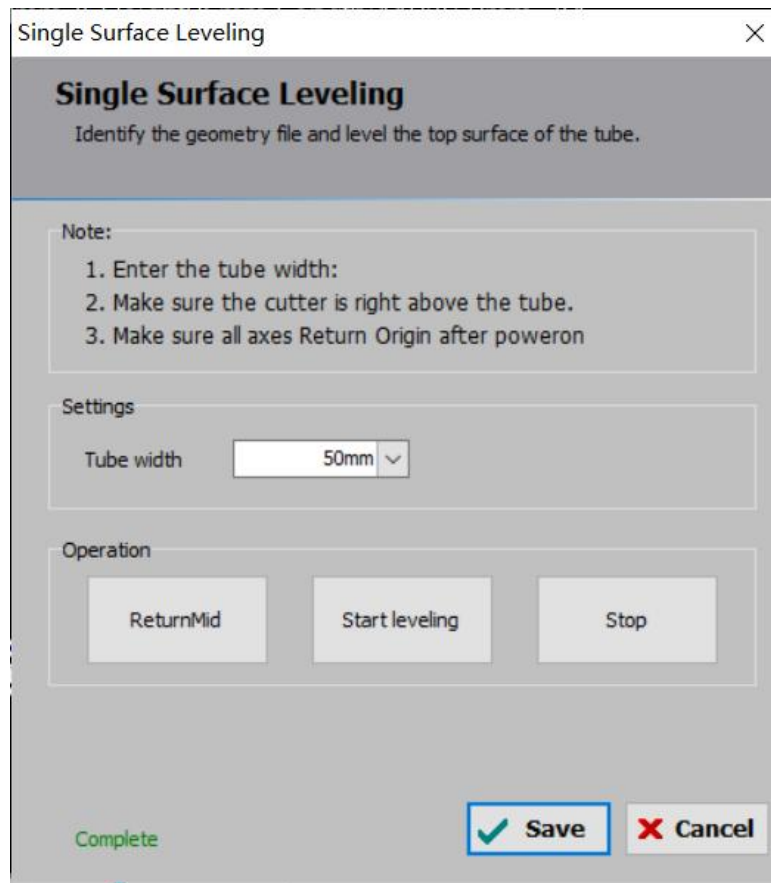 Single Surface Leveling
Single Surface Leveling
Identify the geometry file and level the top surface of the tube.
Note:
1. Enter the tube width:
2. Make sure the cutter is right above the tube.
3. Make sure all axes Return Origin after poweron
Settings
Tube width 50mm
Operation
ReturnMid Start leveling Stop
Complete Save Cancel